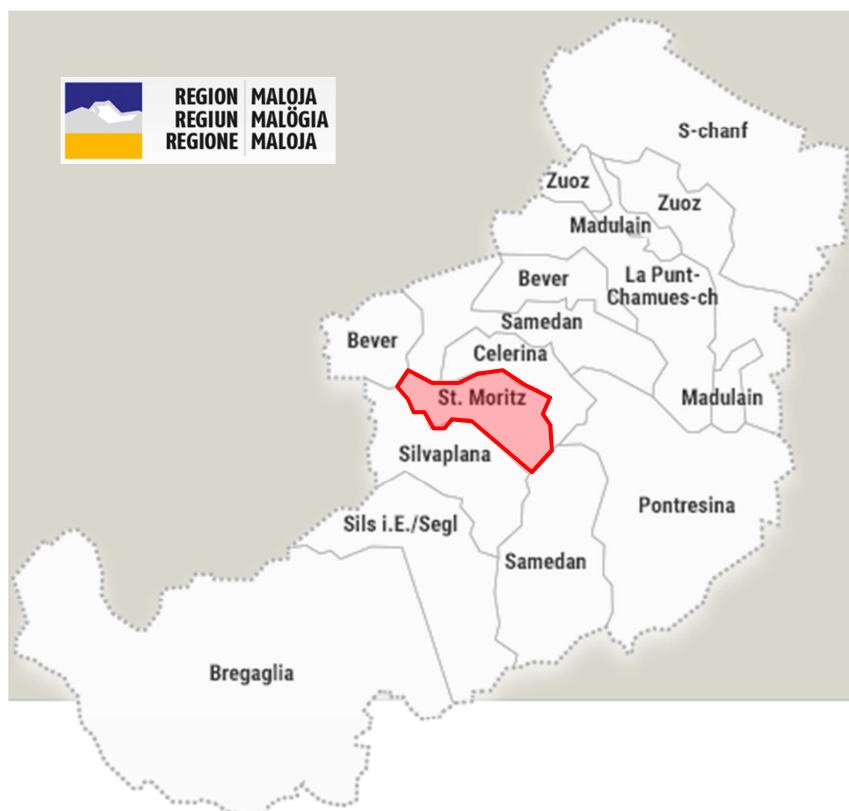 REGION MALOJA
REGIUN MALÖGIA
REGIONE MALOJA
S-chanf
Zuoz
Zuoz
Madulain
Bever
La Punt-
Chamues-ch
Samedan
Bever
Celerina
St. Moritz
Madulain
Silvaplana
Pontresina
Sils i.E./Segl
Samedan
Bregaglia